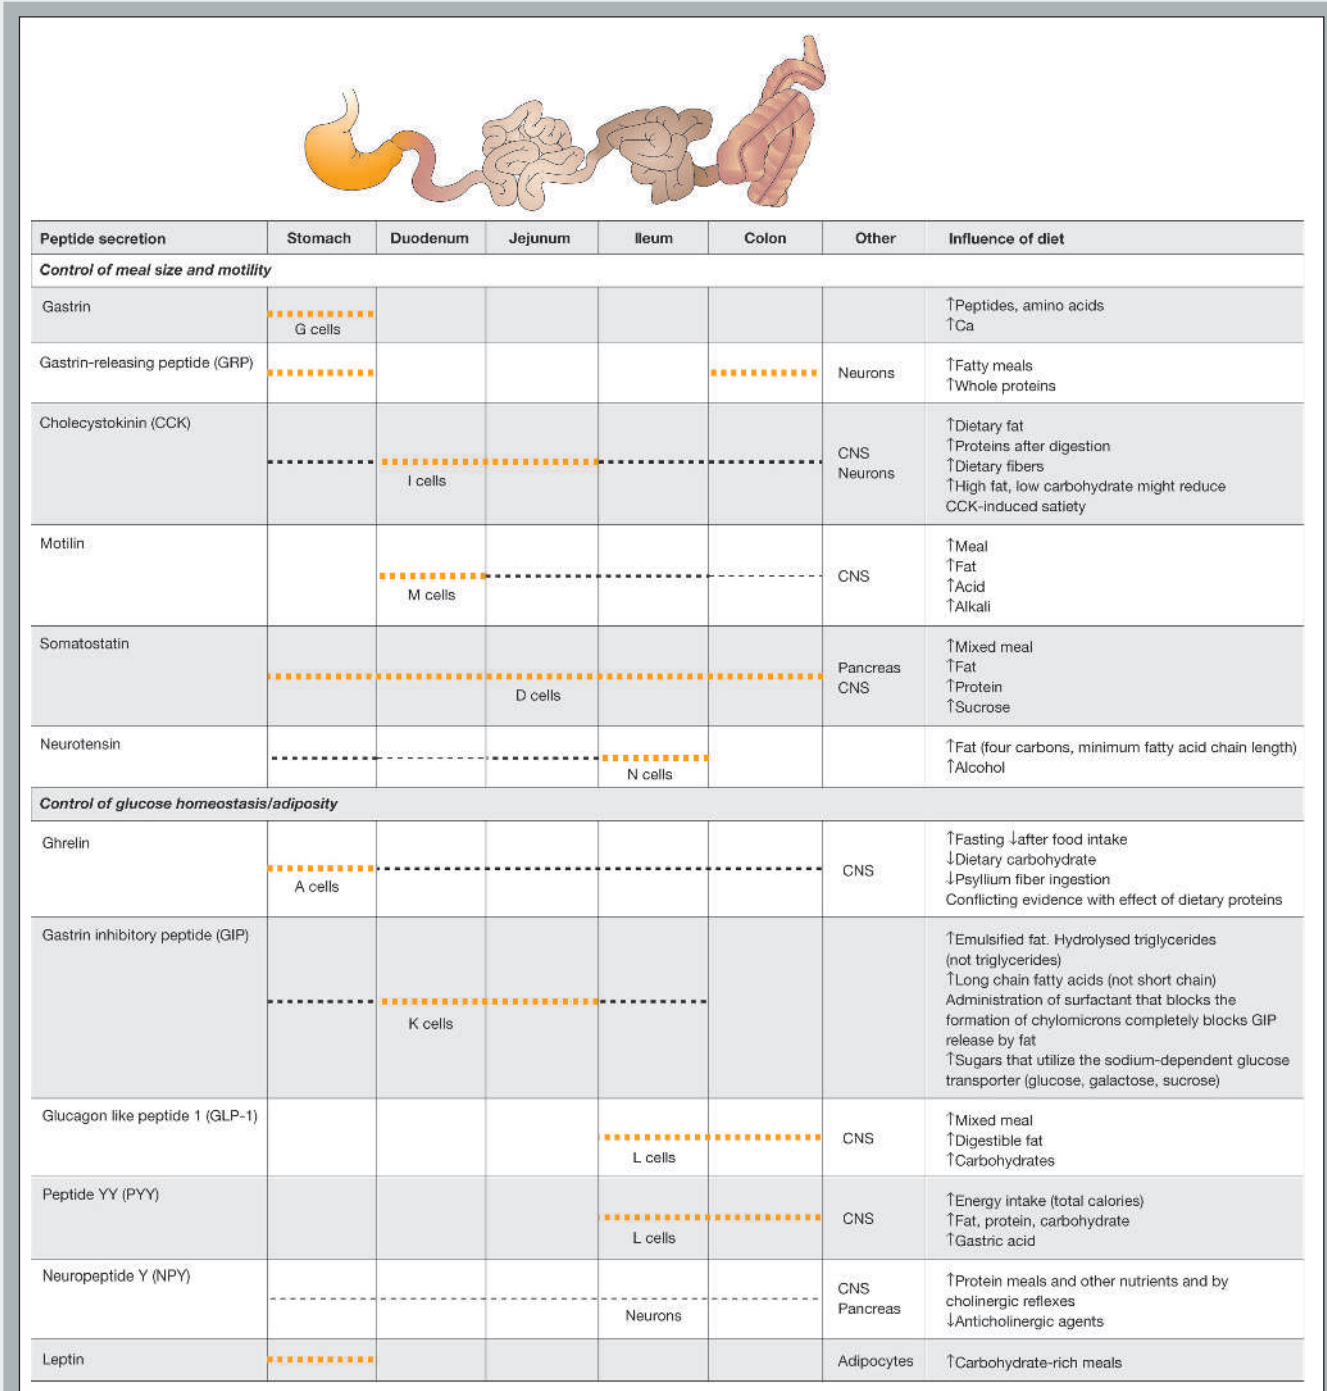 Peptide secretion Stomach Duodenum Jejunum Ileum Colon Other Influence of diet
Control of meal size and motility
Gastrin
G cells
↑Peptides, amino acids
↑Ca
Gastrin-releasing peptide (GRP)
Neurons
↑Fatty meals
↑Whole proteins
Cholecystokinin (CCK)
I cells
CNS
Neurons
↑Dietary fat
↑Proteins after digestion
↑Dietary fibers
↑High fat, low carbohydrate might reduce
CCK-induced satiety
Motilin
M cells
CNS
↑Meal
↑Fat
↑Acid
↑Alkali
Somatostatin
D cells
Pancreas
CNS
↑Mixed meal
↑Fat
↑Protein
↑Sucrose
Neurotensin
N cells
↑Fat (four carbons, minimum fatty acid chain length)
↑Alcohol
Control of glucose homeostasis/adiposity
Ghrelin
A cells
CNS
↑Fasting ↓after food intake
↓Dietary carbohydrate
↓Psyllium fiber ingestion
Conflicting evidence with effect of dietary proteins
Gastrin inhibitory peptide (GIP)
K cells
↑Emulsified fat. Hydrolysed triglycerides
(not triglycerides)
↑Long chain fatty acids (not short chain)
Administration of surfactant that blocks the
formation of chylomicrons completely blocks GIP
release by fat
↑Sugars that utilize the sodium-dependent glucose
transporter (glucose, galactose, sucrose)
Glucagon like peptide 1 (GLP-1)
L cells
CNS
↑Mixed meal
↑Digestible fat
↑Carbohydrates
Peptide YY (PYY)
L cells
CNS
↑Energy intake (total calories)
↑Fat, protein, carbohydrate
↑Gastric acid
Neuropeptide Y (NPY)
Neurons
CNS
Pancreas
↑Protein meals and other nutrients and by
cholinergic reflexes
↓Anticholinergic agents
Leptin
Adipocytes
↑Carbohydrate-rich meals